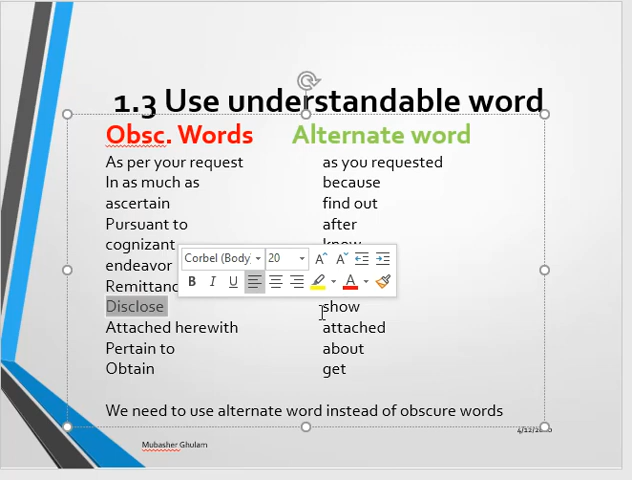 1.3 Use understandable word
Obsc. Words Alternate word
As per your request as you requested
In as much as because
ascertain find out
Pursuant to after
cognizant know
endeavor
Corbel (Body 20
B I U A
Disclose show
Attached herewith attached
Pertain to about
Obtain get
We need to use alternate word instead of obscure words
Mubasher Ghulam